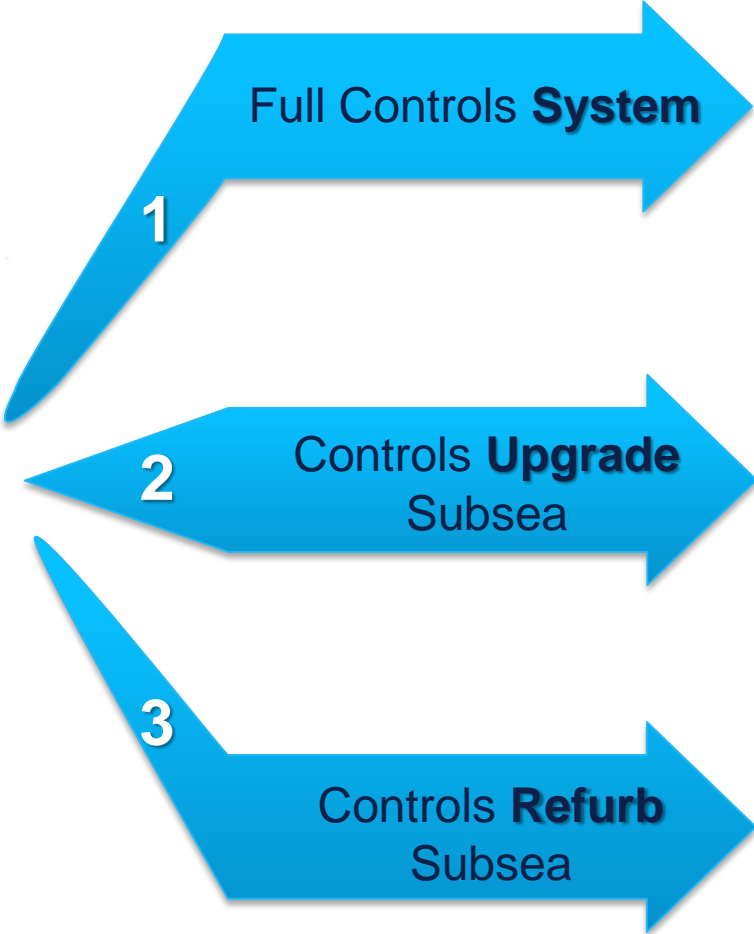 1
Full Controls System
2
Controls Upgrade
Subsea
3
Controls Refurb
Subsea